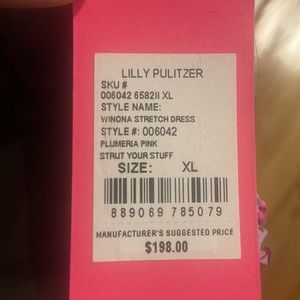 LILLY PULITZER
SKU #
006042 6582II XL
STYLE NAME:
WINONA STRETCH DRESS
STYLE #: 006042
PLUMERIA PINK
STRUT YOUR STUFF
SIZE: XL
889069 785079
MANUFACTURER'S SUGGESTED PRICE
$198.00